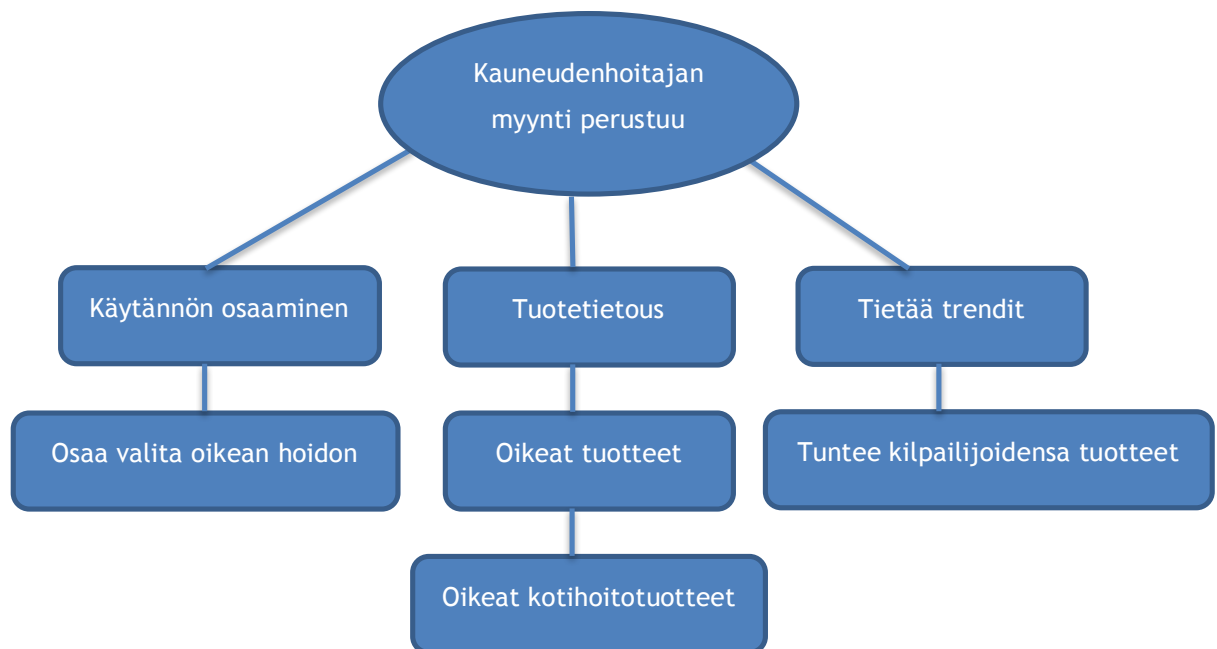 Kauneudenhoitajan
myynti perustuu
Käytännön osaaminen
Tuotetietous
Tietää trendit
Osaa valita oikean hoidon
Oikeat tuotteet
Tuntee kilpailijoidensa tuotteet
Oikeat kotihoitotuotteet